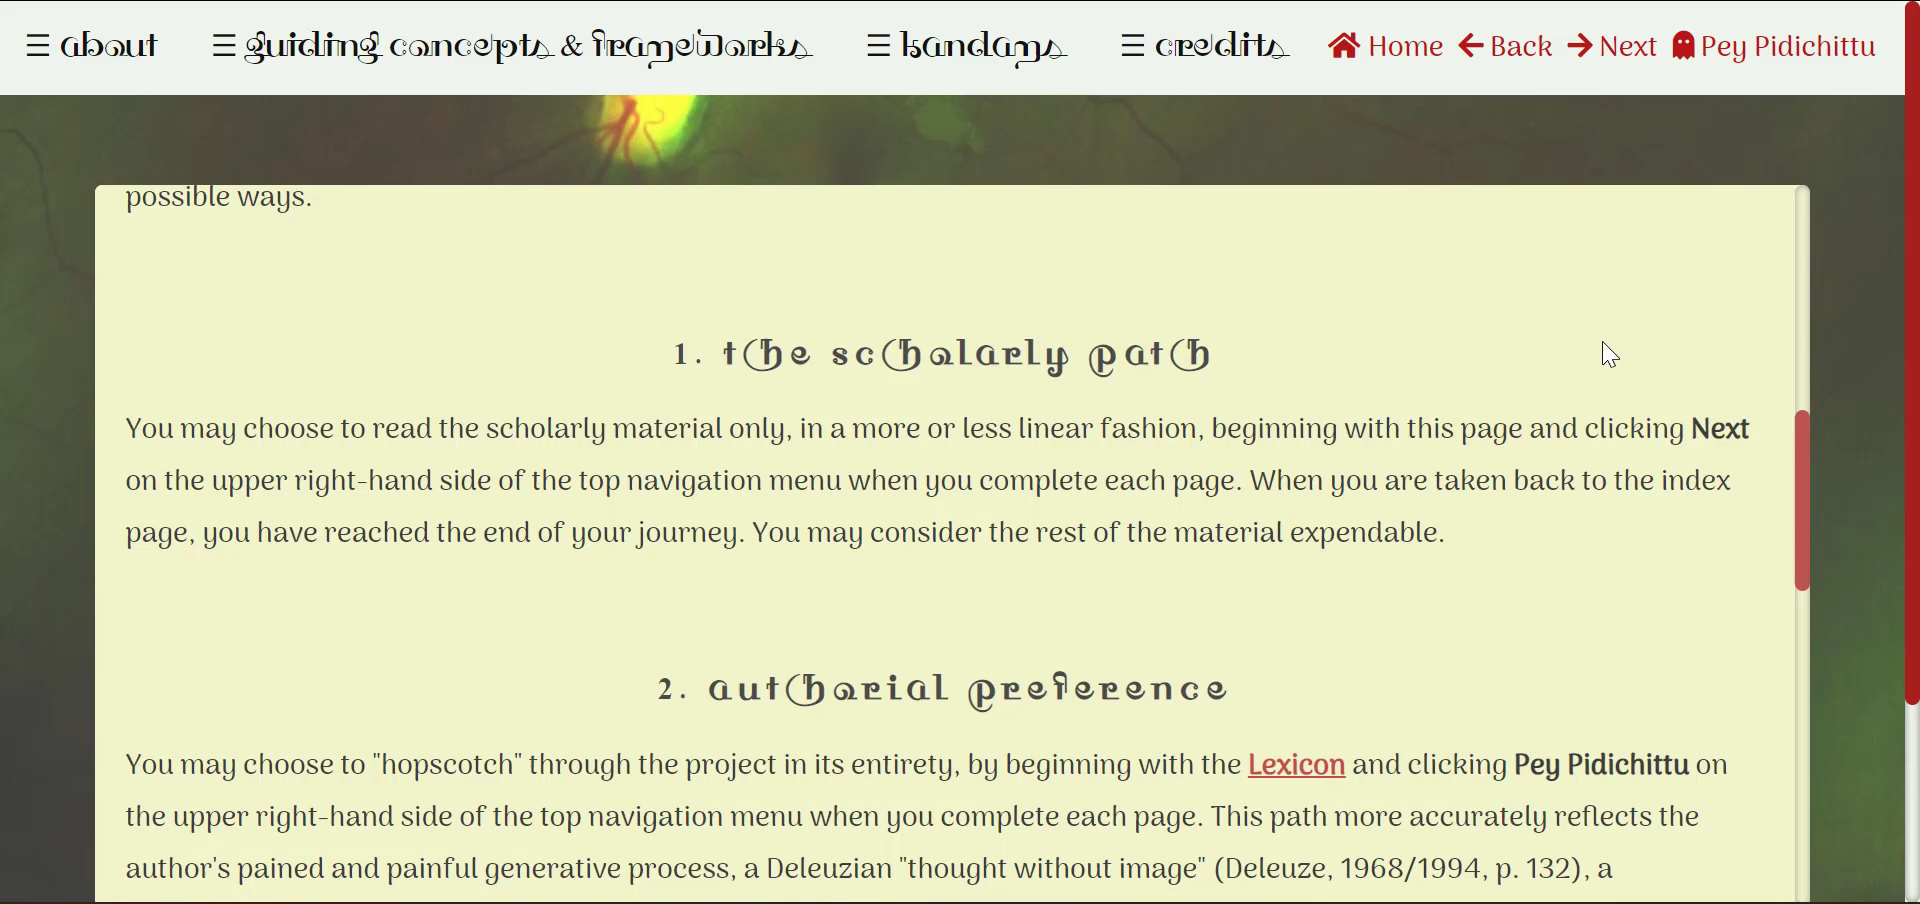 ☰ about ☰ guiding concepts & frameworks ☰ kandams ☰ credits Home Back Next Pey Pidichittu
possible ways.
1. the scholarly path
You may choose to read the scholarly material only, in a more or less linear fashion, beginning with this page and clicking Next
on the upper right-hand side of the top navigation menu when you complete each page. When you are taken back to the index
page, you have reached the end of your journey. You may consider the rest of the material expendable.
2. authorial preference
You may choose to "hopscotch" through the project in its entirety, by beginning with the Lexicon and clicking Pey Pidichittu on
the upper right-hand side of the top navigation menu when you complete each page. This path more accurately reflects the
author's pained and painful generative process, a Deleuzian "thought without image" (Deleuze, 1968/1994, p. 132), a